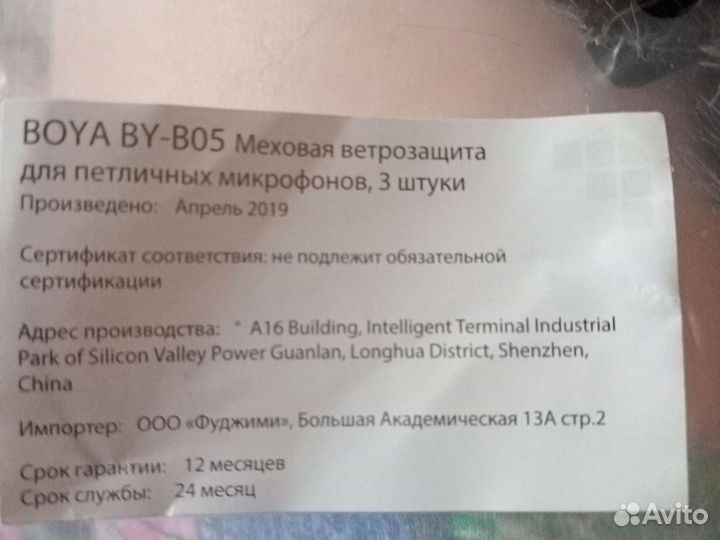 BOYA BY-B05 Меховая ветрозащита
для петличных микрофонов, 3 штуки
Произведено: Апрель 2019
Сертификат соответствия: не подлежит обязательной
сертификации
Адрес производства: * A16 Building, Intelligent Terminal Industrial
Park of Silicon Valley Power Guanlan, Longhua District, Shenzhen,
China
Импортер: ООО «Фуджими», Большая Академическая 13А стр.2
Срок гарантии: 12 месяцев
Срок службы: 24 месяц
Avito